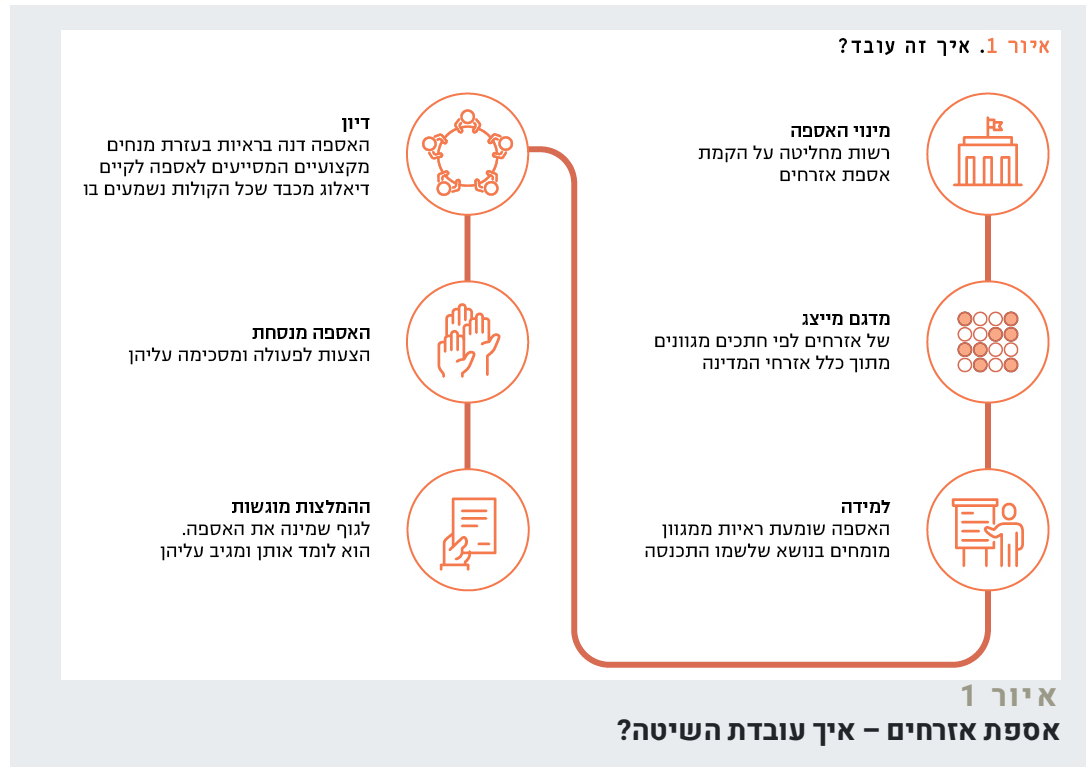 איור 1. איך זה עובד?
מינוי האספה
רשות מחליטה על הקמת
אספת אזרחים
מדגם מייצג
של אזרחים לפי חתכים מגוונים
מתוך כלל אזרחי המדינה
למידה
האספה שומעת ראיות ממגוון
מומחים בנושא שלשמו התכנסה
דיון
האספה דנה בראיות בעזרת מנחים
מקצועיים המסייעים לאספה לקיים
דיאלוג מכבד שכל הקולות נשמעים בו
האספה מנסחת
הצעות לפעולה ומסכימה עליהן
ההמלצות מוגשות
לגוף שמינה את האספה.
הוא לומד אותן ומגיב עליהן
איור 1
אספת אזרחים – איך עובדת השיטה?